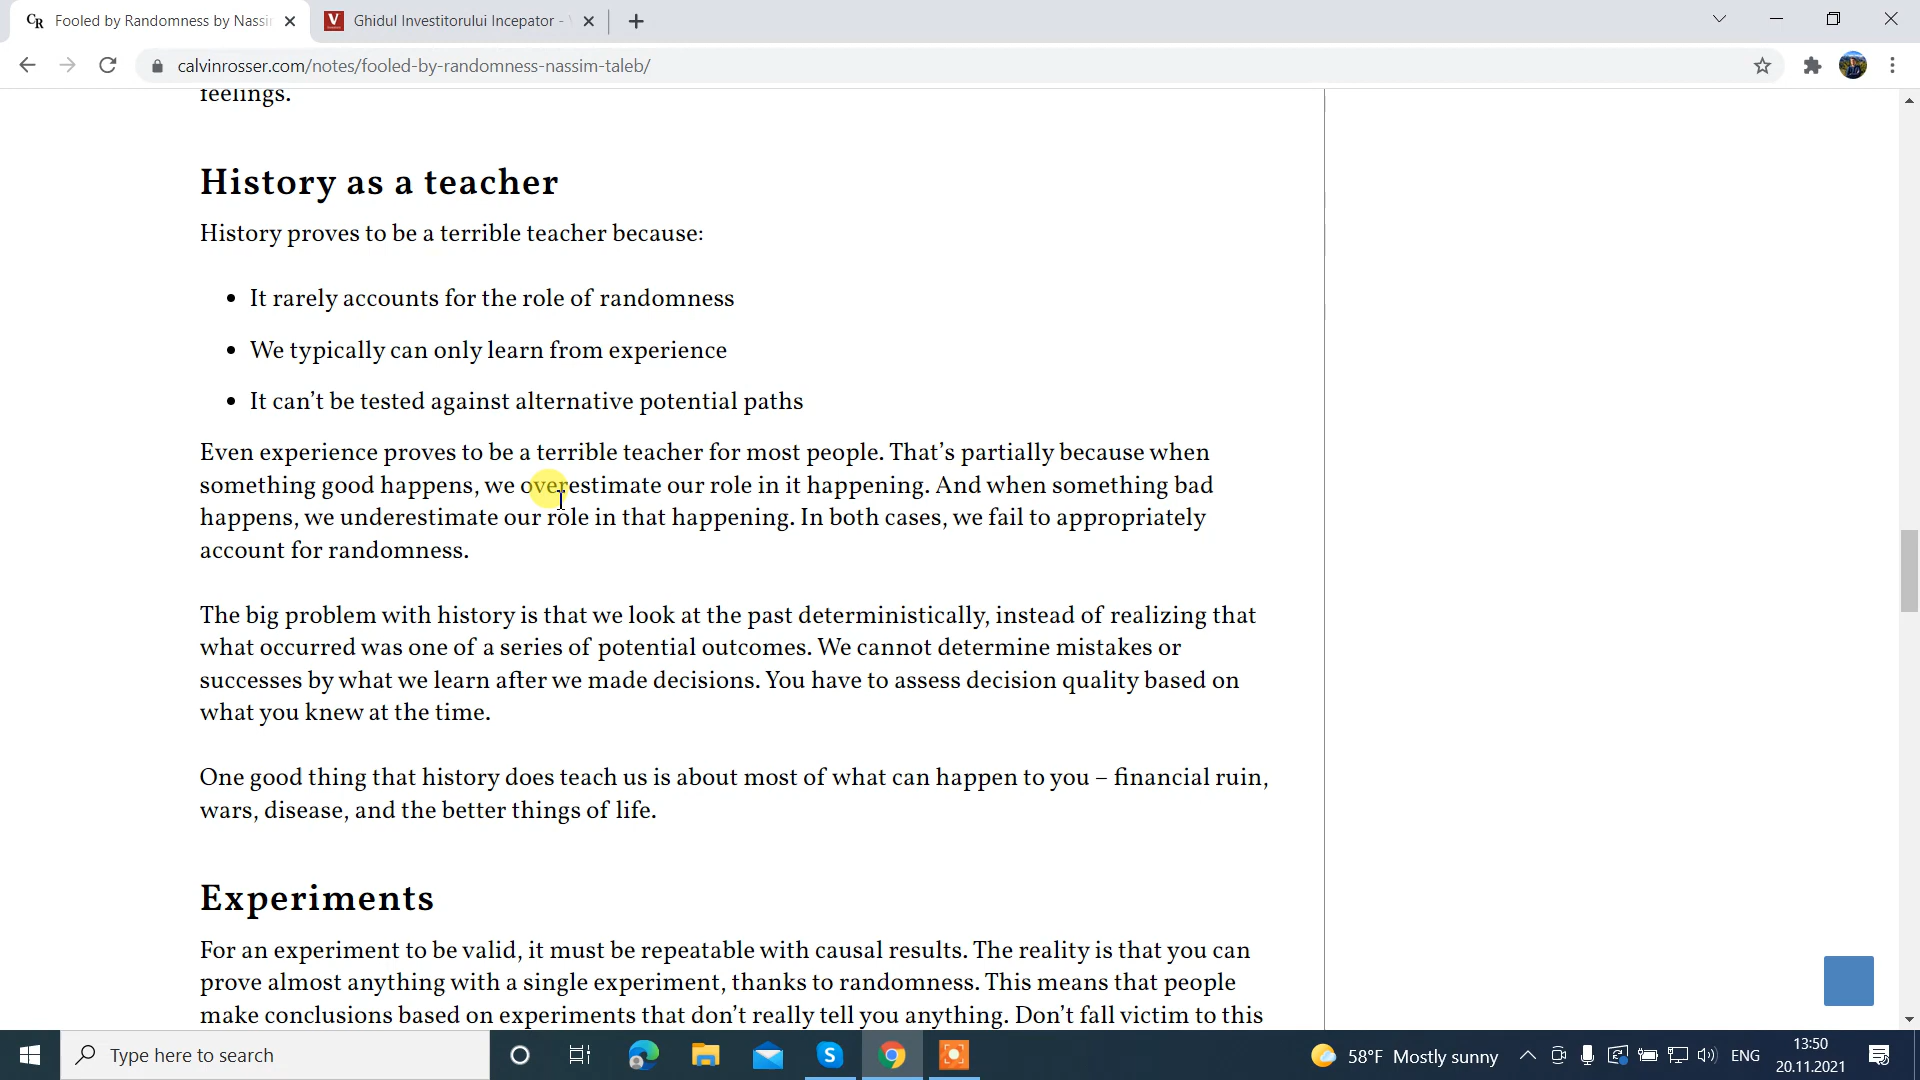 CR Fooled by Randomness by Nassi
V Ghidul Investitorului Incepator -
calvinrosser.com/notes/fooled-by-randomness-nassim-taleb/
feelings.
History as a teacher
History proves to be a terrible teacher because:
• It rarely accounts for the role of randomness
• We typically can only learn from experience
• It can’t be tested against alternative potential paths
Even experience proves to be a terrible teacher for most people. That’s partially because when
something good happens, we overestimate our role in it happening. And when something bad
happens, we underestimate our role in that happening. In both cases, we fail to appropriately
account for randomness.
The big problem with history is that we look at the past deterministically, instead of realizing that
what occurred was one of a series of potential outcomes. We cannot determine mistakes or
successes by what we learn after we made decisions. You have to assess decision quality based on
what you knew at the time.
One good thing that history does teach us is about most of what can happen to you – financial ruin,
wars, disease, and the better things of life.
Experiments
For an experiment to be valid, it must be repeatable with causal results. The reality is that you can
prove almost anything with a single experiment, thanks to randomness. This means that people
make conclusions based on experiments that don’t really tell you anything. Don’t fall victim to this
Type here to search
S
58°F Mostly sunny
ENG
13:50
20.11.2021